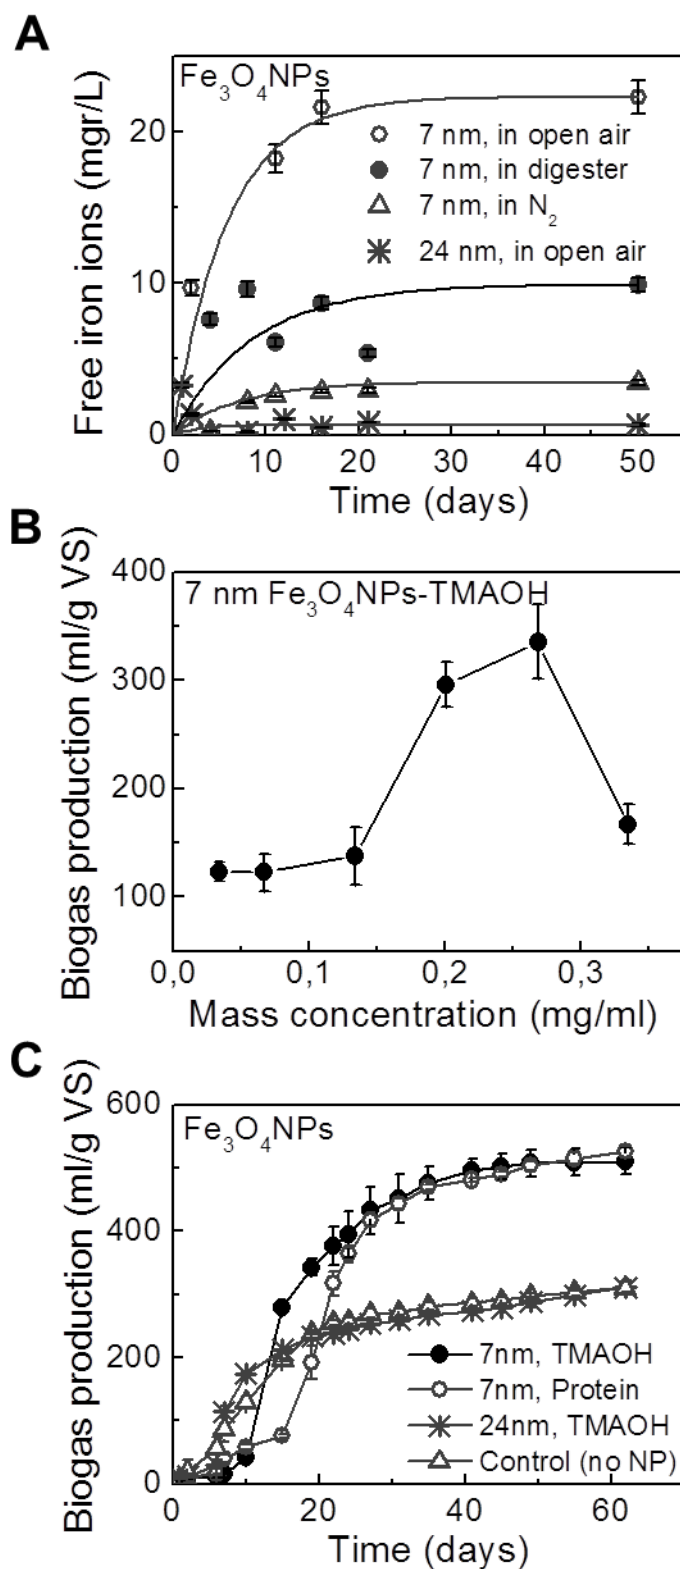 A
Fe₃O₄NPs
Free iron ions (mgr/L)
20
10
0
7 nm, in open air
7 nm, in digester
7 nm, in N₂
24 nm, in open air
0 10 20 30 40 50
Time (days)
B
7 nm Fe₃O₄NPs-TMAOH
Biogas production (ml/g VS)
400
300
200
100
0,0 0,1 0,2 0,3
Mass concentration (mg/ml)
C
Fe₃O₄NPs
Biogas production (ml/g VS)
600
400
200
0
7nm, TMAOH
7nm, Protein
24nm, TMAOH
Control (no NP)
0 20 40 60
Time (days)